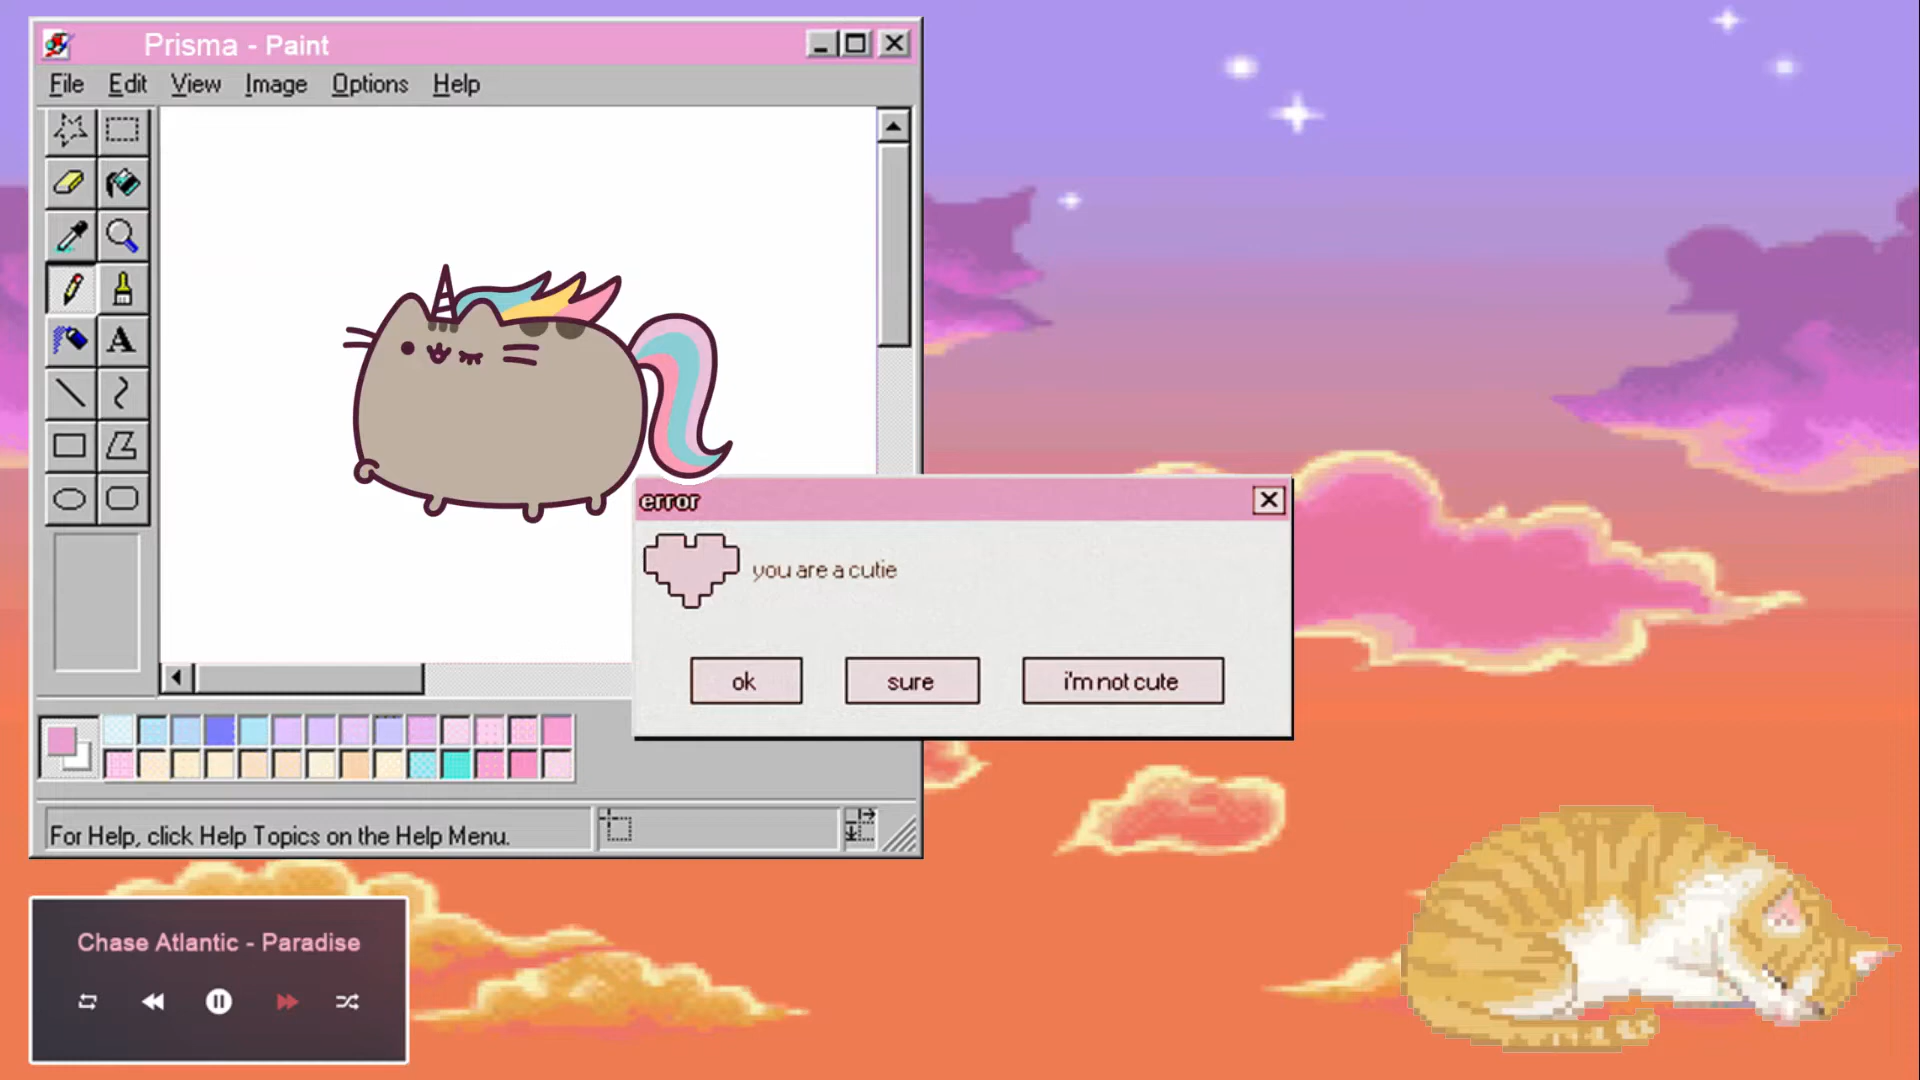 Prisma - Paint
File Edit View Image Options Help
A
error
you are a cutie
ok sure i'm not cute
For Help, click Help Topics on the Help Menu.
Chase Atlantic - Paradise